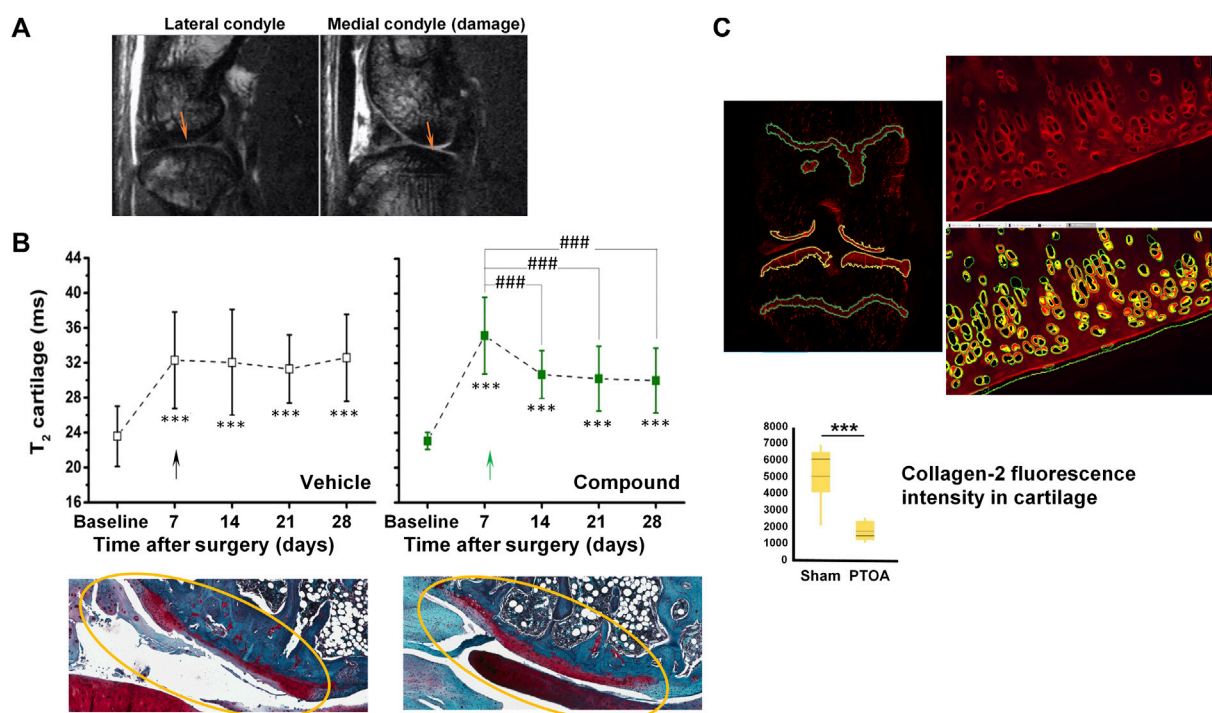 A
Lateral condyle
Medial condyle (damage)
B
T2 cartilage (ms)
44
40
36
32
28
24
20
16
***
***
***
***
Vehicle
Baseline 7 14 21 28
Time after surgery (days)
###
###
###
***
***
***
***
Compound
Baseline 7 14 21 28
Time after surgery (days)
C
8000
7000
6000
5000
4000
3000
2000
1000
0
***
Sham PTOA
Collagen-2 fluorescence
intensity in cartilage